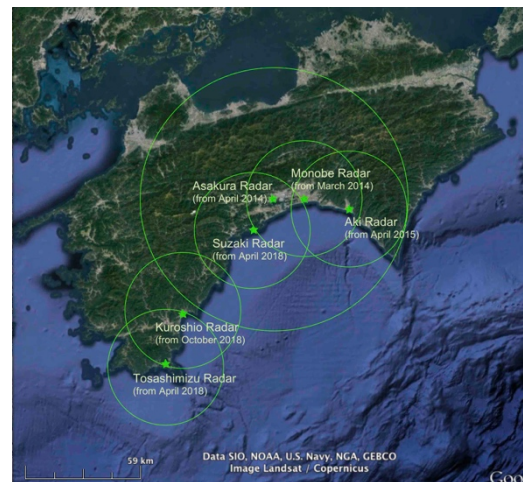 Monobe Radar
(from March 2014)
Asakura Radar
(from April 2014)
Aki Radar
(from April 2015)
Suzaki Radar
(from April 2018)
Kuroshio Radar
(from October 2018)
Tosashimizu Radar
(from April 2018)
59 km
Data SIO, NOAA, U.S. Navy, NGA, GEBCO
Image Landsat / Copernicus
Goo